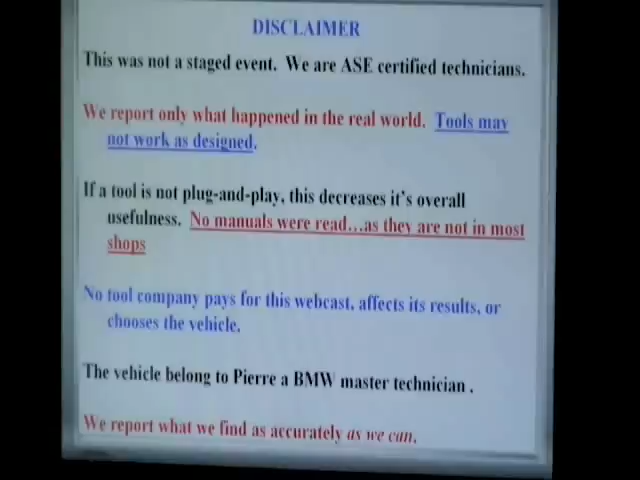 DISCLAIMER
This was not a staged event. We are ASE certified technicians.
We report only what happened in the real world. Tools may
not work as designed.
If a tool is not plug-and-play, this decreases it's overall
usefulness. No manuals were read...as they are not in most
shops
No tool company pays for this webcast, affects its results, or
chooses the vehicle.
The vehicle belong to Pierre a BMW master technician .
We report what we find as accurately as we can.